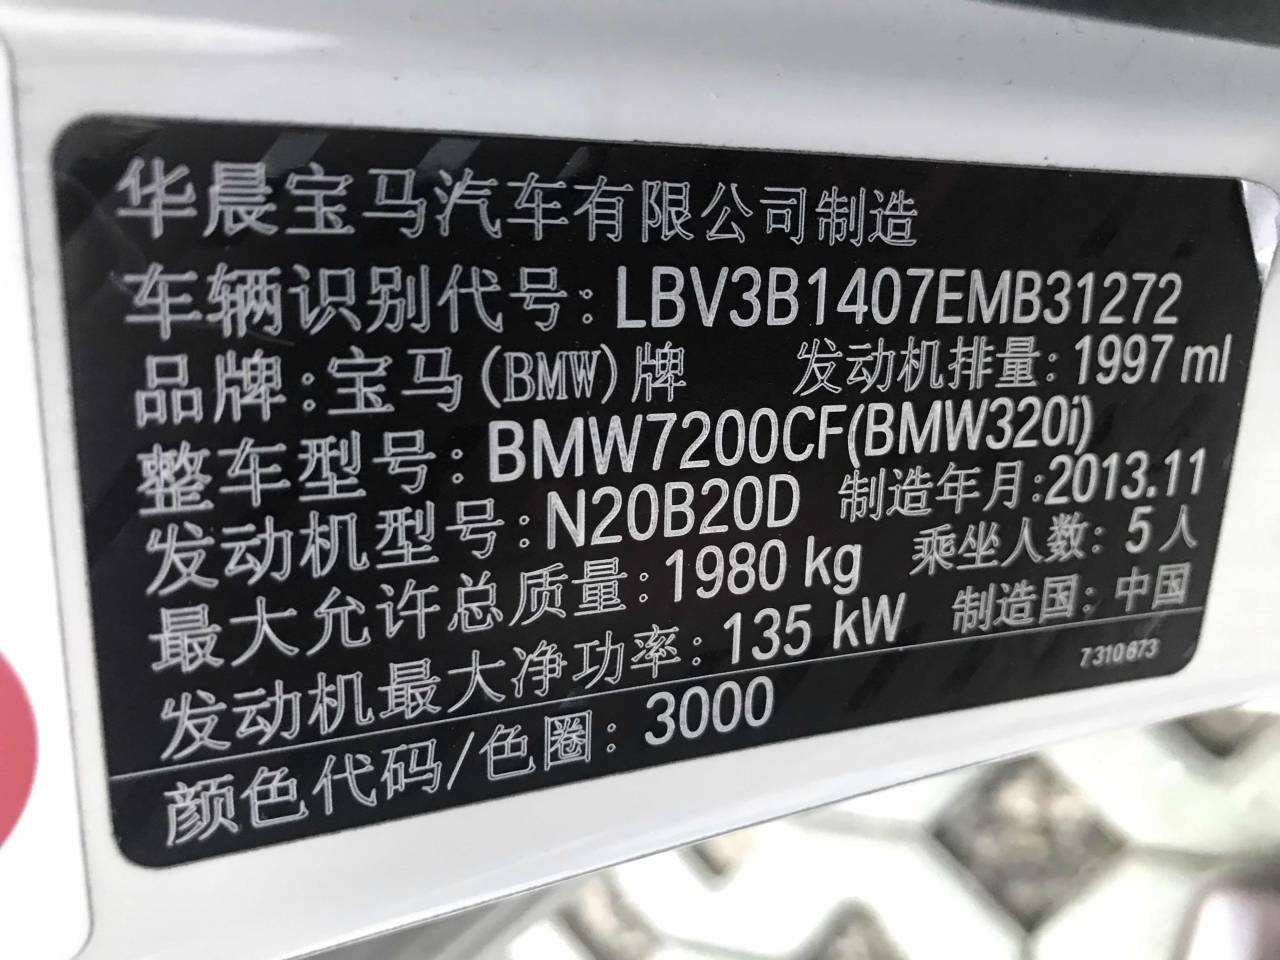 华晨宝马汽车有限公司制造
车辆识别代号：LBV3B1407EMB31272
品牌：宝马(BMW)牌 发动机排量：1997 ml
整车型号：BMW7200CF(BMW320i)
发动机型号：N20B20D 制造年月：2013.11
最大允许总质量：1980 kg 乘坐人数：5人
发动机最大净功率：135 kW 制造国：中国
7310673
颜色代码/色圈：3000